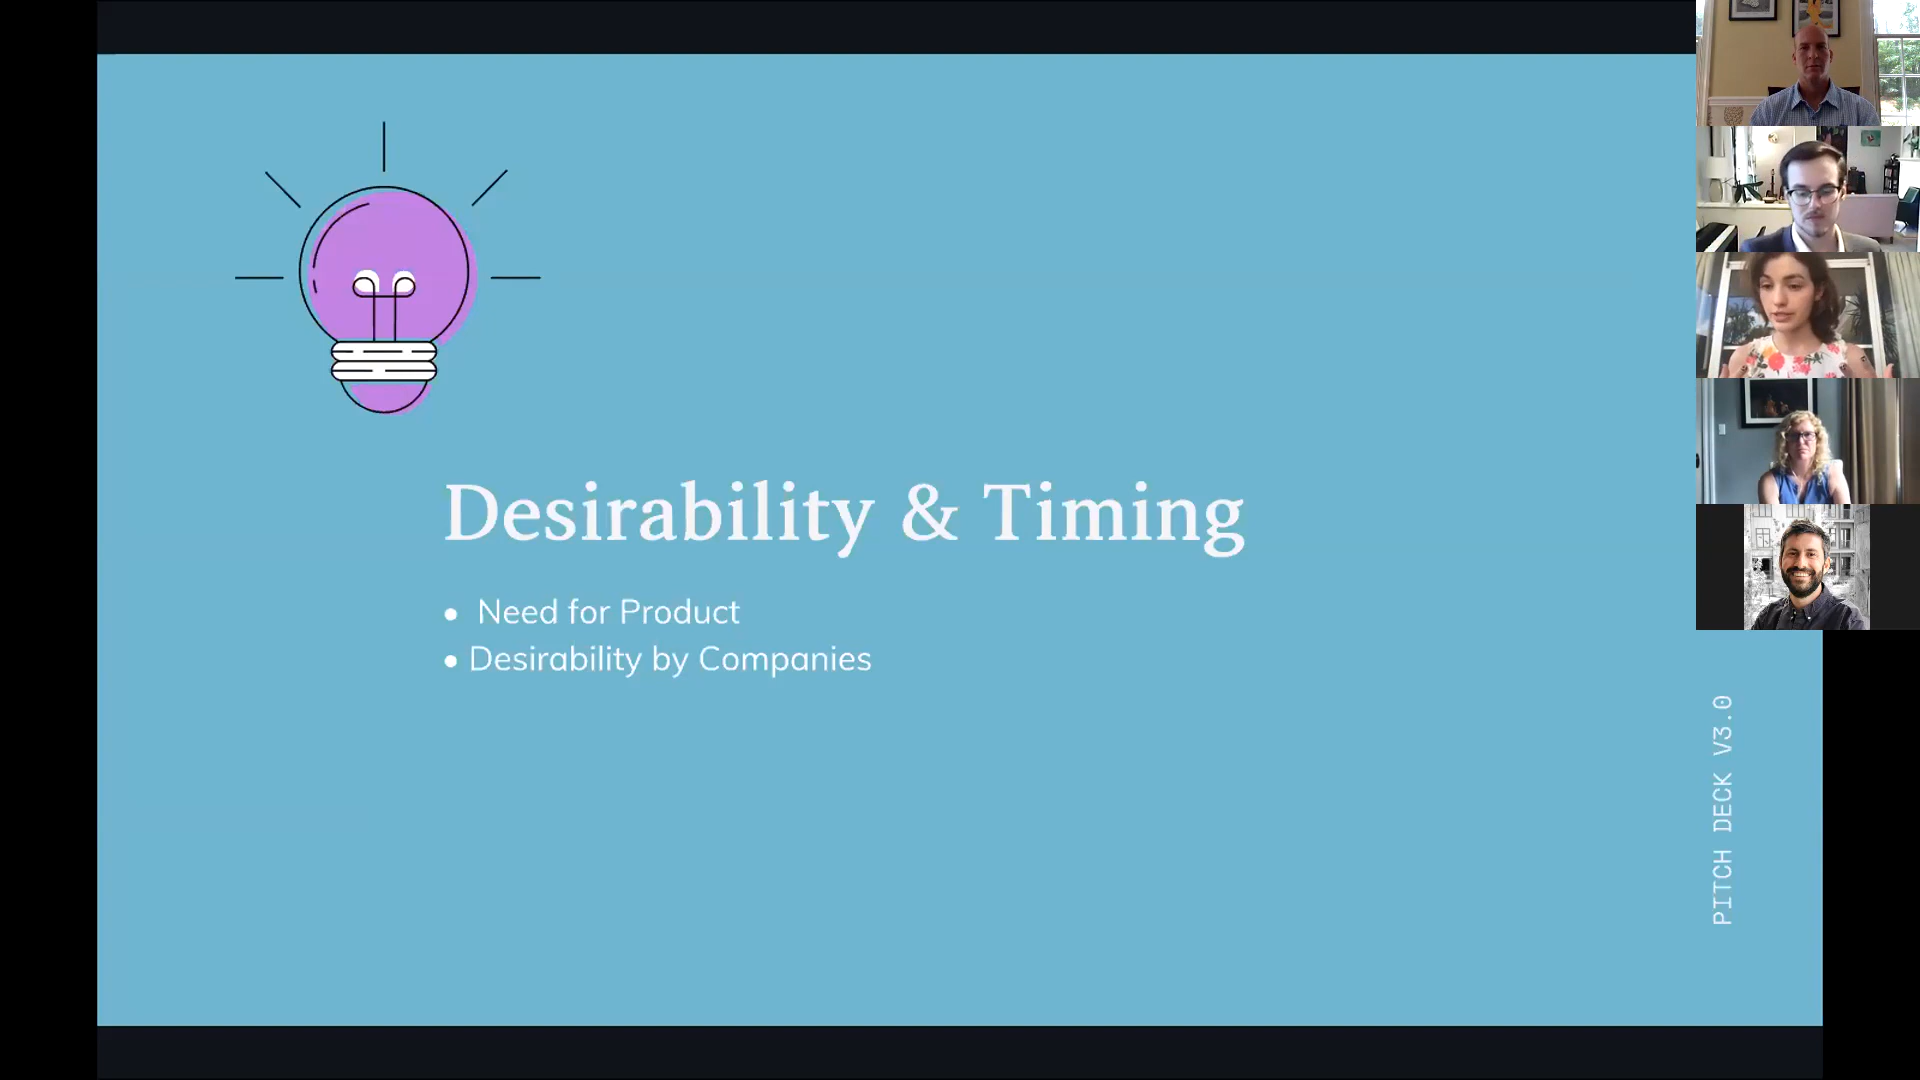 Desirability & Timing
• Need for Product
• Desirability by Companies
PITCH DECK V3.0